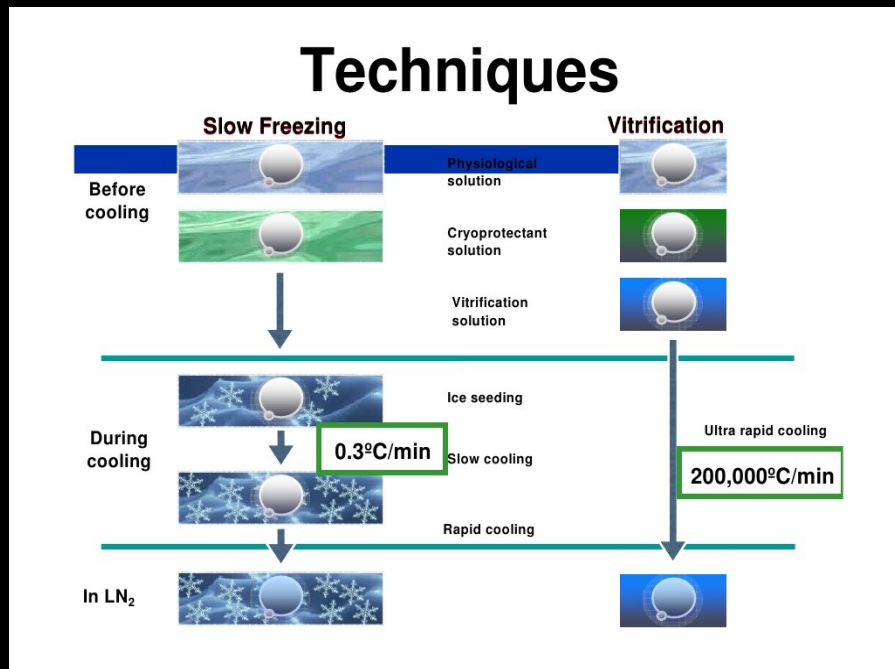 Techniques
Slow Freezing
Vitrification
Before
cooling
Physiological
solution
Cryoprotectant
solution
Vitrification
solution
During
cooling
Ice seeding
0.3ºC/min
Slow cooling
Ultra rapid cooling
200,000ºC/min
Rapid cooling
In LN₂